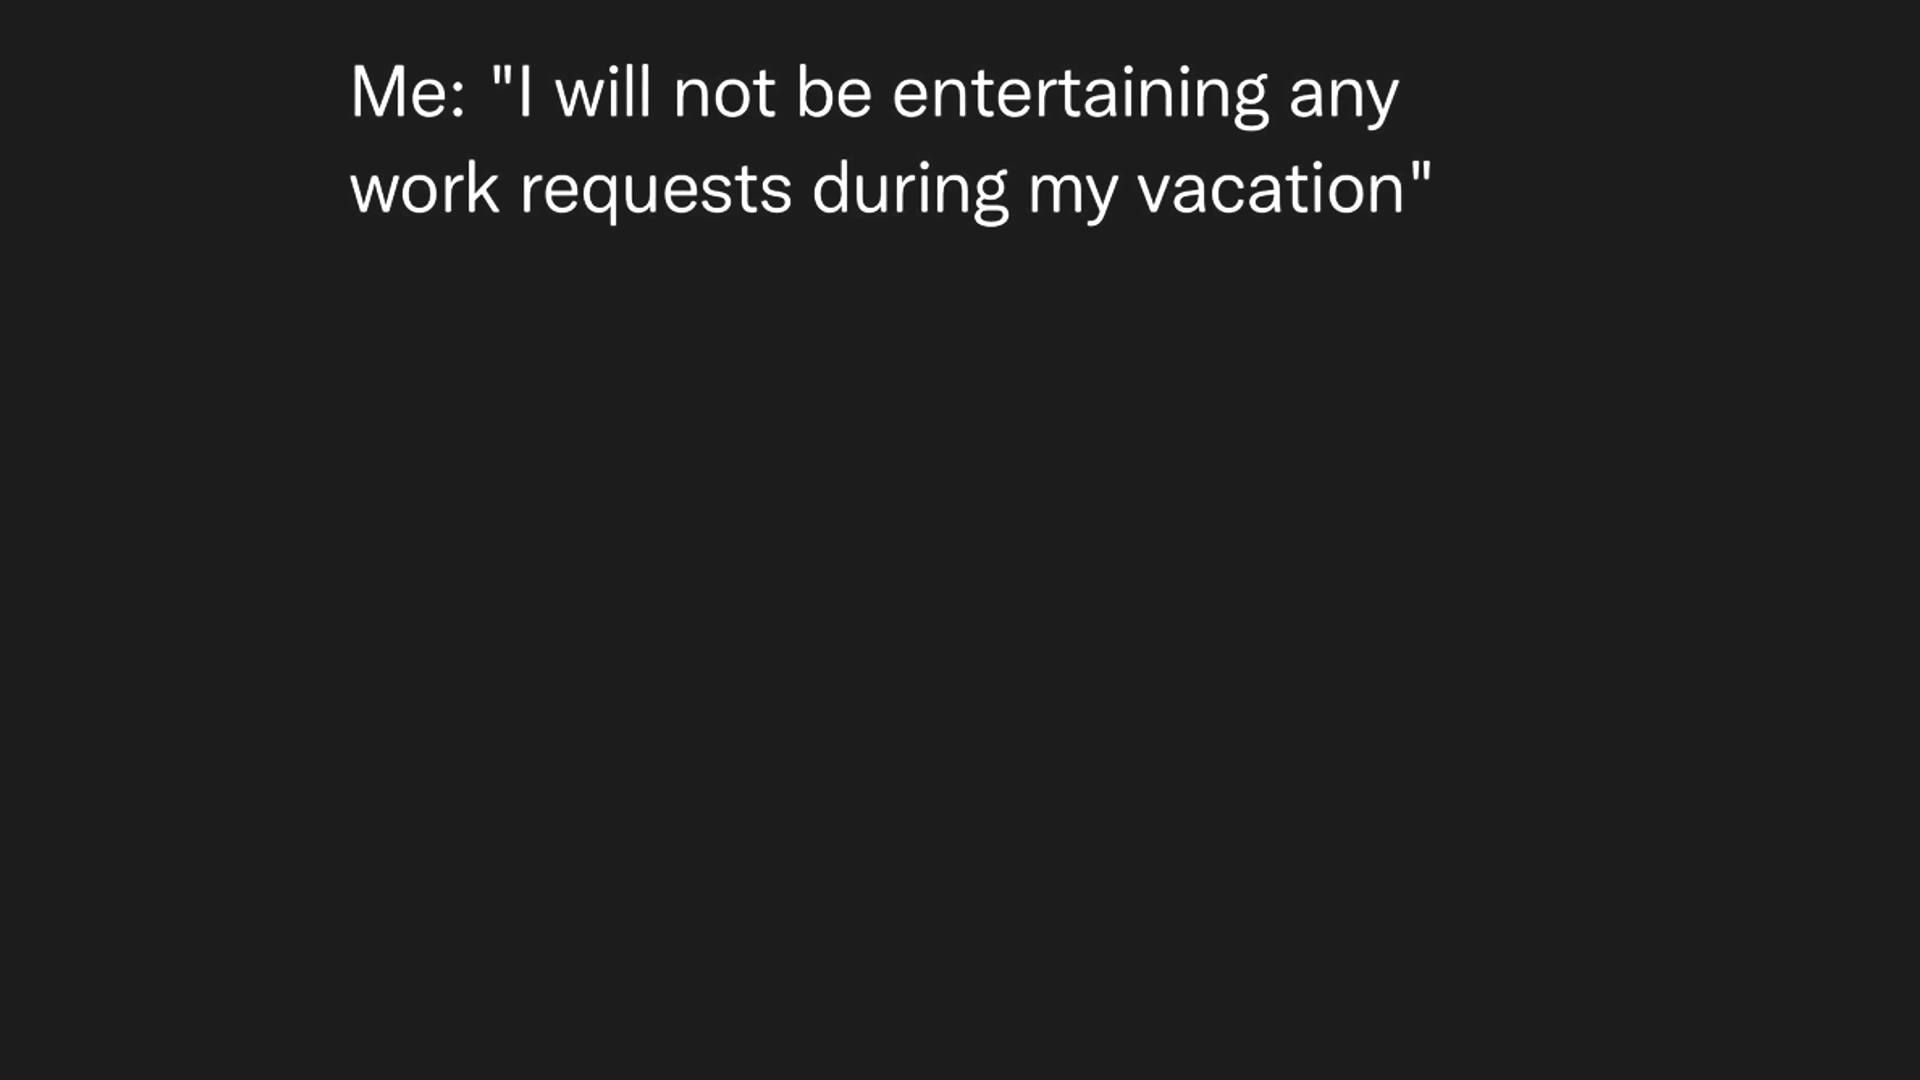 Me: "I will not be entertaining any
work requests during my vacation"